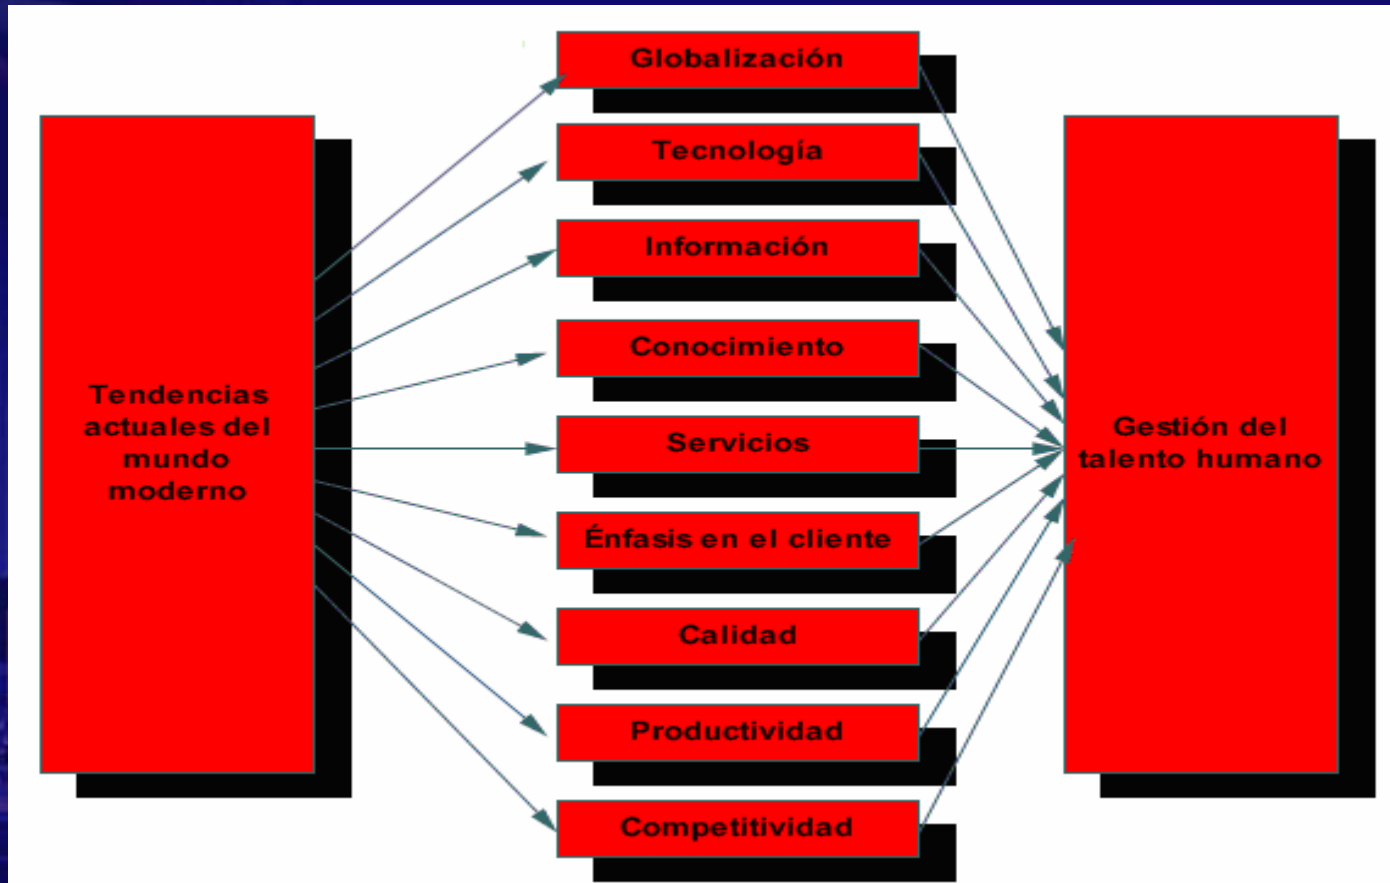 Tendencias
actuales del
mundo
moderno
Globalización
Tecnología
Información
Conocimiento
Servicios
Énfasis en el cliente
Calidad
Productividad
Competitividad
Gestión del
talento humano